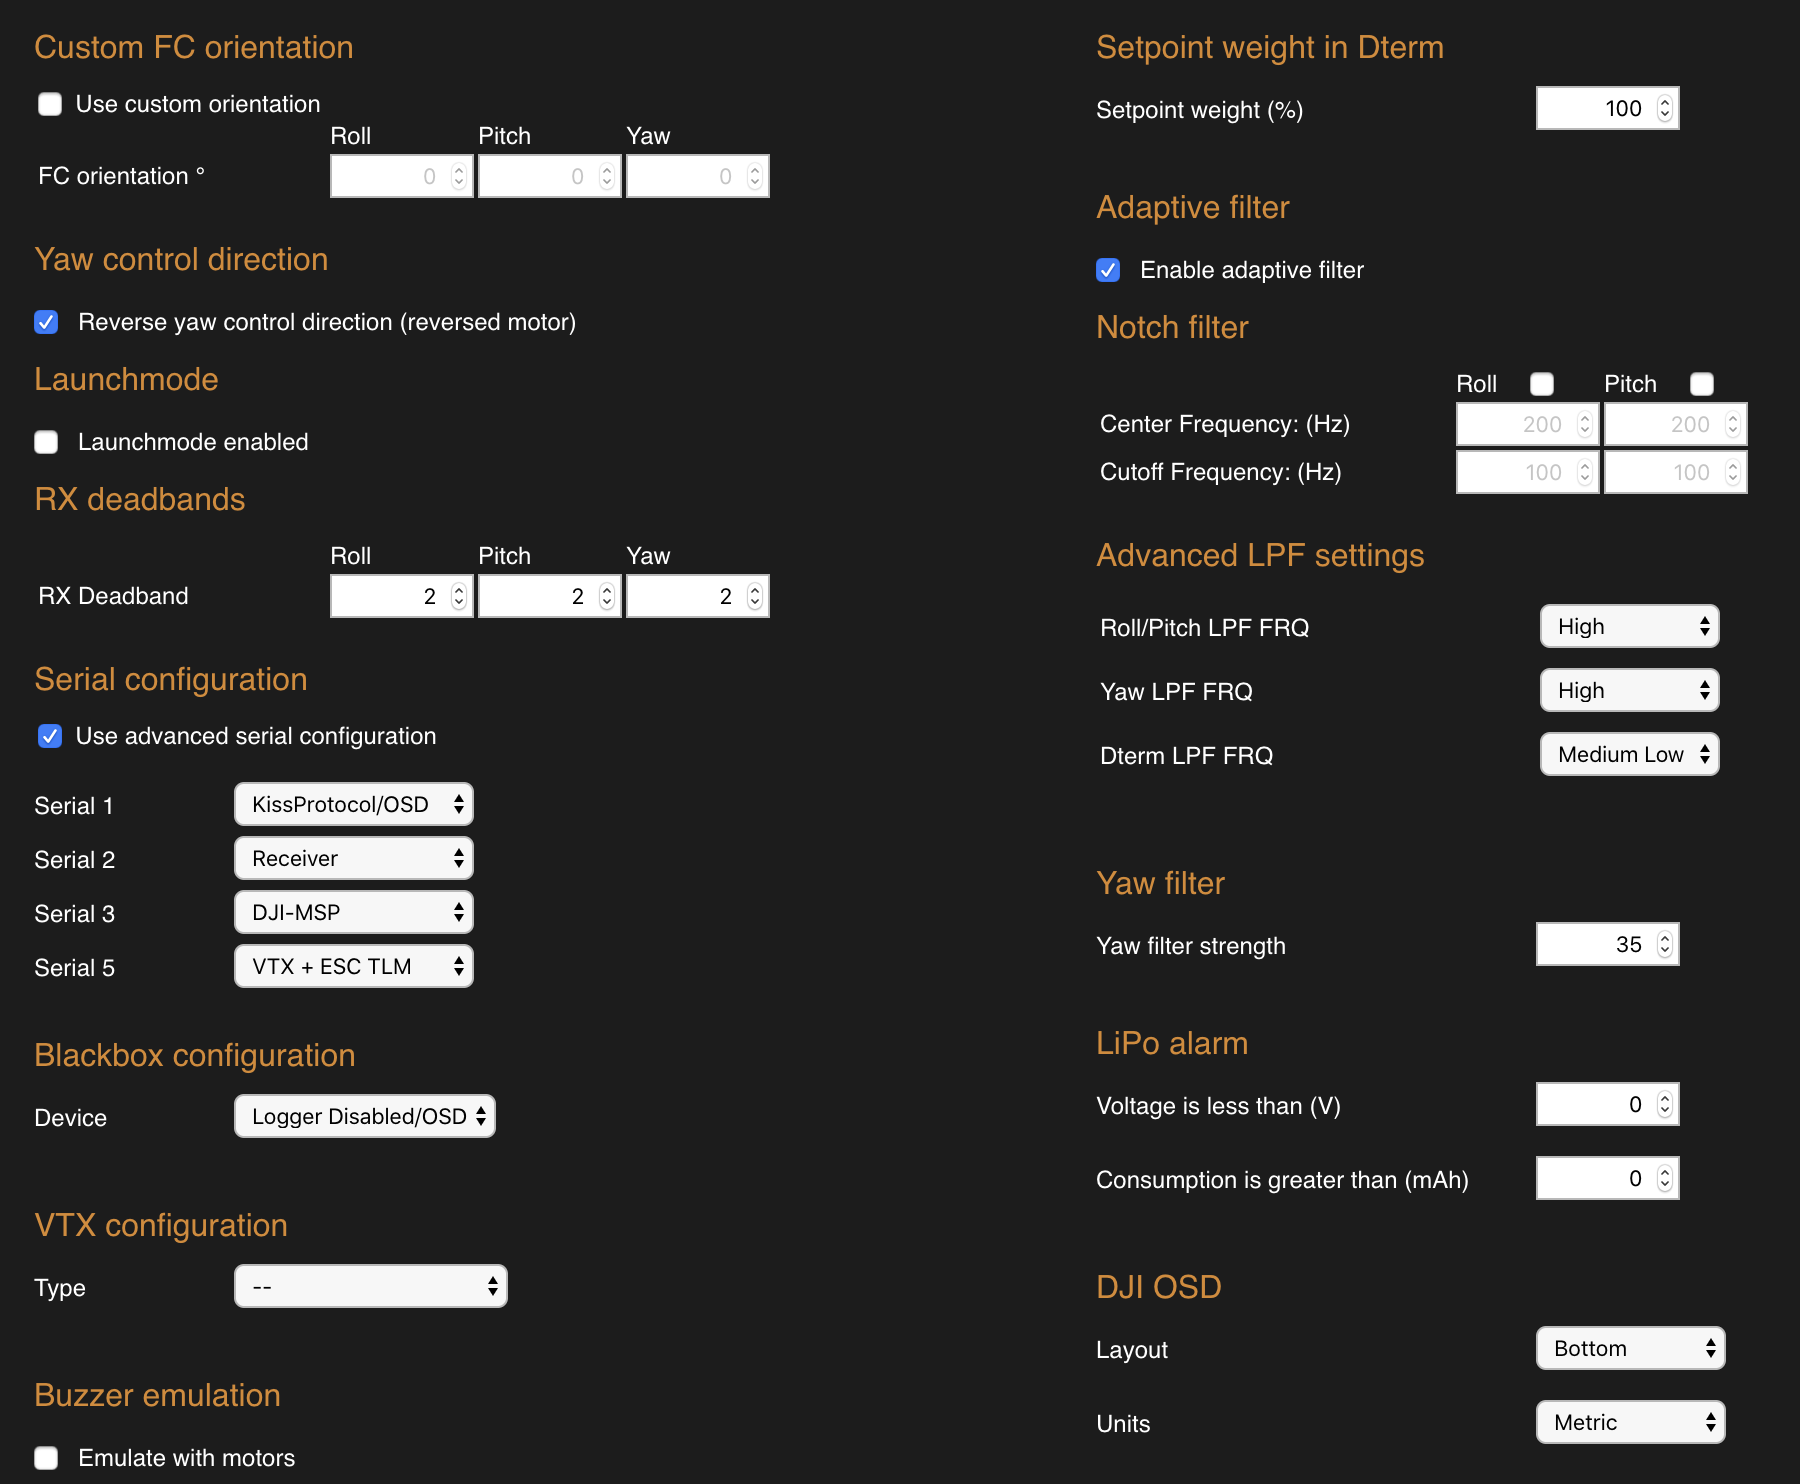 Custom FC orientation
Use custom orientation
Roll Pitch Yaw
FC orientation ° 0 0 0
Yaw control direction
Reverse yaw control direction (reversed motor)
Launchmode
Launchmode enabled
RX deadbands
Roll Pitch Yaw
RX Deadband 2 2 2
Serial configuration
Use advanced serial configuration
Serial 1 KissProtocol/OSD
Serial 2 Receiver
Serial 3 DJI-MSP
Serial 5 VTX + ESC TLM
Blackbox configuration
Device Logger Disabled/OSD
VTX configuration
Type --
Buzzer emulation
Emulate with motors
Setpoint weight in Dterm
Setpoint weight (%) 100
Adaptive filter
Enable adaptive filter
Notch filter
Roll Pitch
Center Frequency: (Hz) 200 200
Cutoff Frequency: (Hz) 100 100
Advanced LPF settings
Roll/Pitch LPF FRQ High
Yaw LPF FRQ High
Dterm LPF FRQ Medium Low
Yaw filter
Yaw filter strength 35
LiPo alarm
Voltage is less than (V) 0
Consumption is greater than (mAh) 0
DJI OSD
Layout Bottom
Units Metric